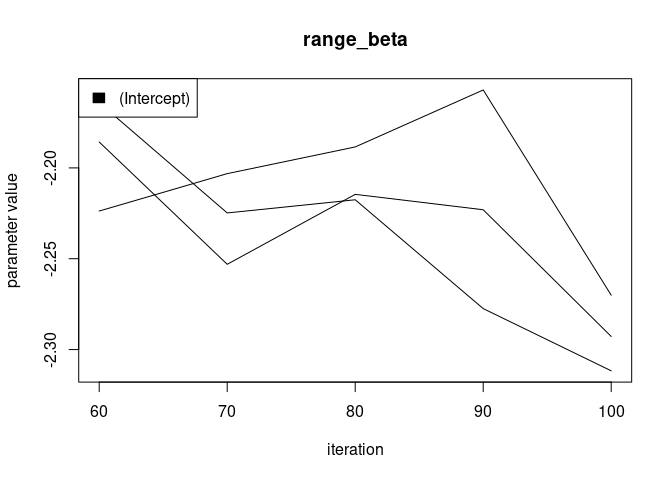 range_beta
(Intercept)
parameter value
-2.20
-2.25
-2.30
60 70 80 90 100
iteration